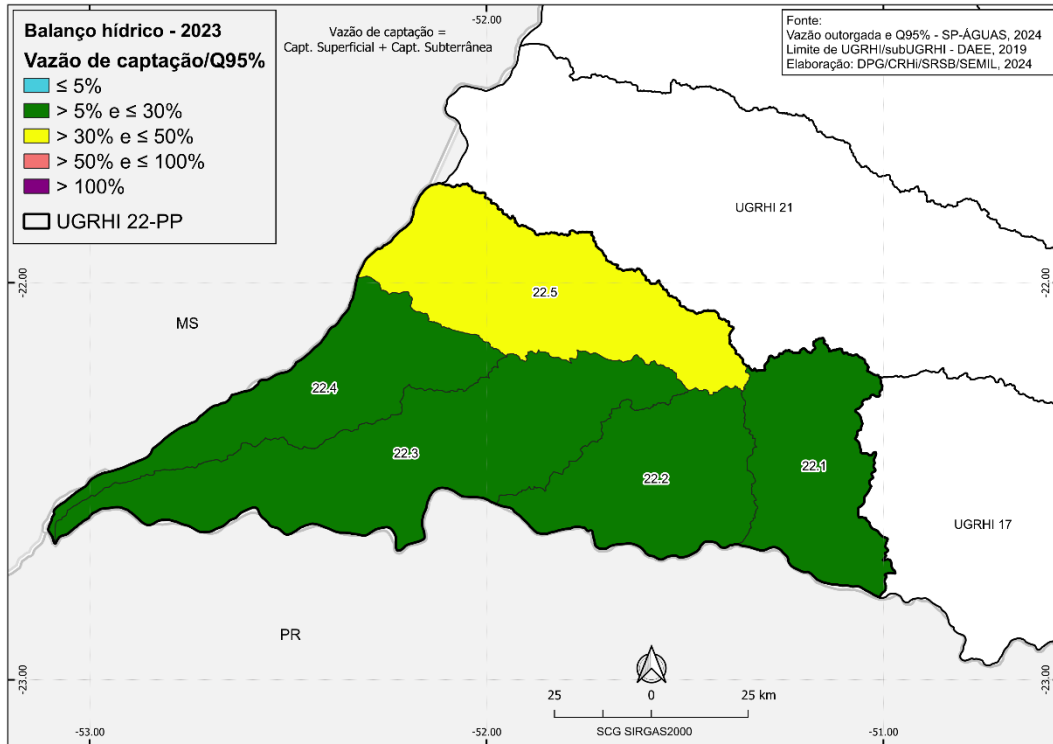 Balanço hídrico - 2023
Vazão de captação/Q95%
≤ 5%
> 5% e ≤ 30%
> 30% e ≤ 50%
> 50% e ≤ 100%
> 100%
UGRHI 22-PP
-52.00
Vazão de captação =
Capt. Superficial + Capt. Subterrânea
Fonte:
Vazão outorgada e Q95% - SP-ÁGUAS, 2024
Limite de UGRHI/subUGRHI - DAEE, 2019
Elaboração: DPG/CRHi/SRSB/SEMIL, 2024
UGRHI 21
-22.00
-22.00
22.5
MS
22.4
22.3
22.2
22.1
UGRHI 17
PR
-23.00
-23.00
25
0
25 km
SCG SIRGAS2000
-53.00
-52.00
-51.00